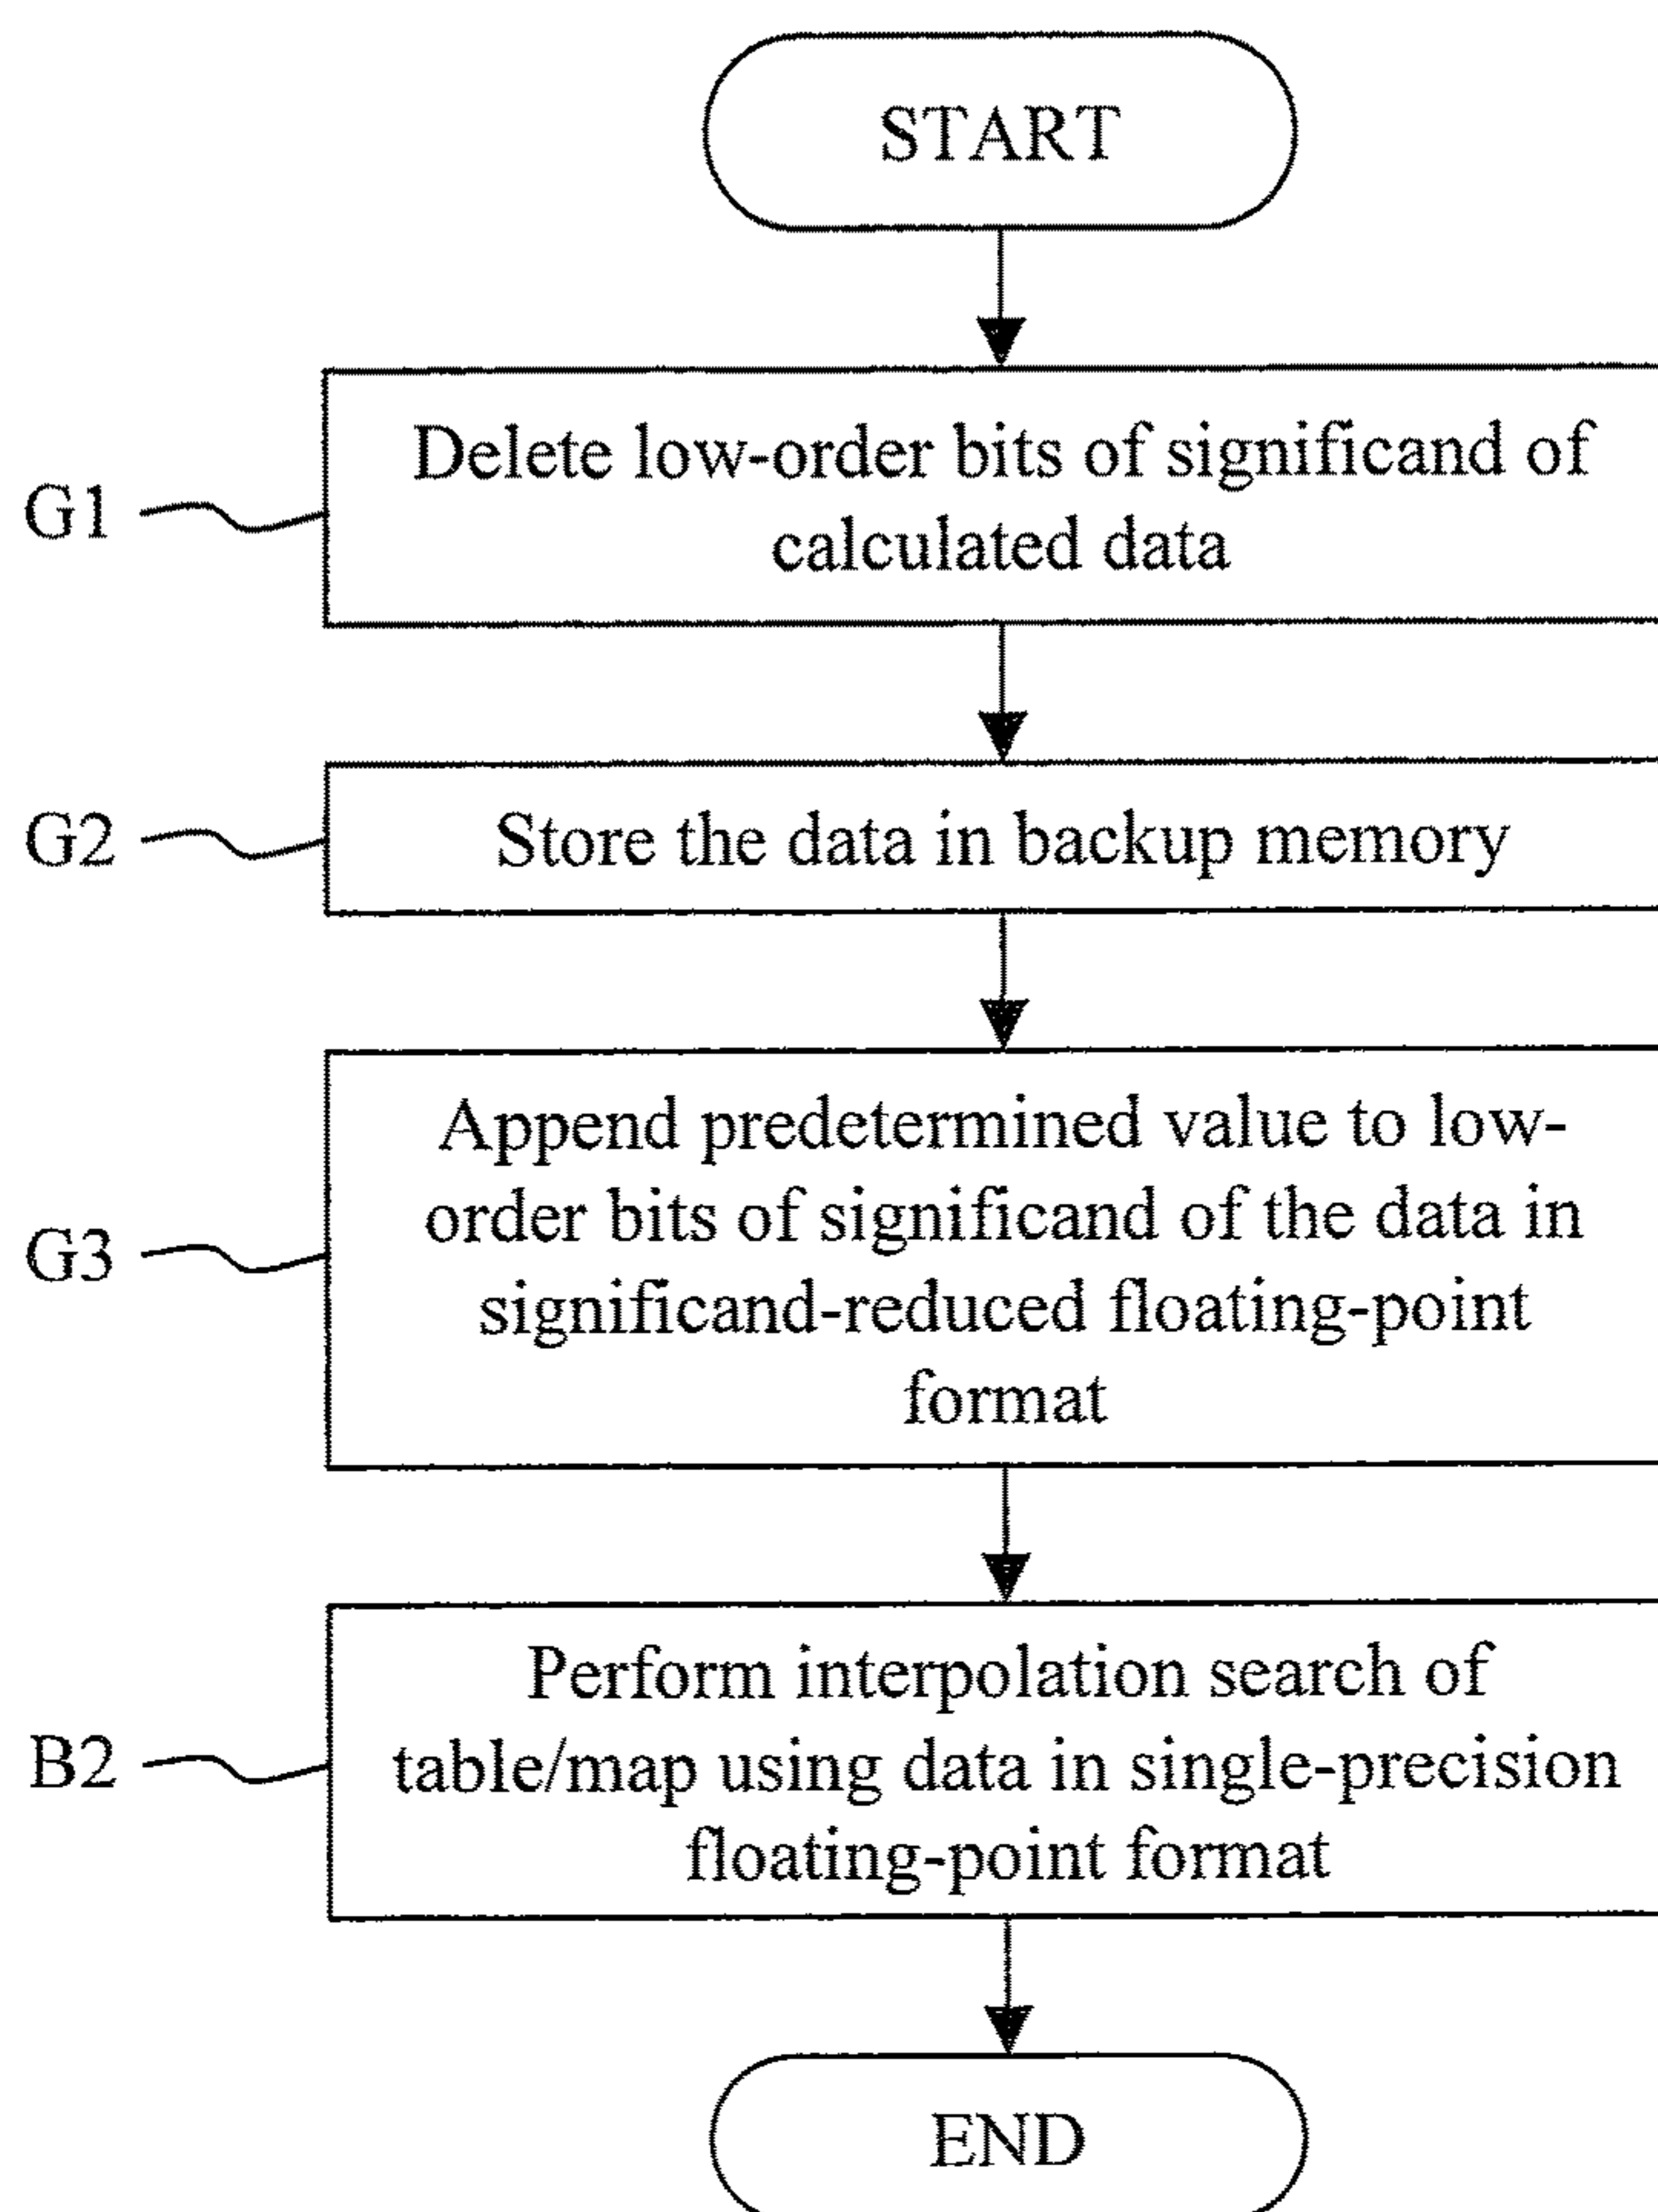 START
G1
Delete low-order bits of significand of
calculated data
G2
Store the data in backup memory
G3
Append predetermined value to low-
order bits of significand of the data in
significand-reduced floating-point
format
B2
Perform interpolation search of
table/map using data in single-precision
floating-point format
END